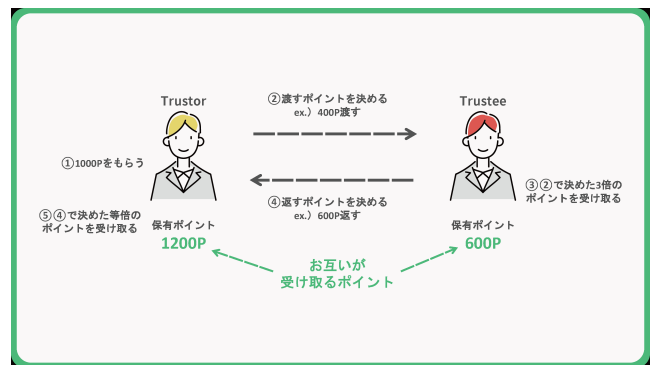 Trustor
②渡すポイントを決める
ex.）400P渡す
Trustee
①1000Pをもらう
④返すポイントを決める
ex.）600P返す
③②で決めた3倍の
ポイントを受け取る
⑤④で決めた等倍の
ポイントを受け取る
保有ポイント
1200P
保有ポイント
600P
お互いが
受け取るポイント